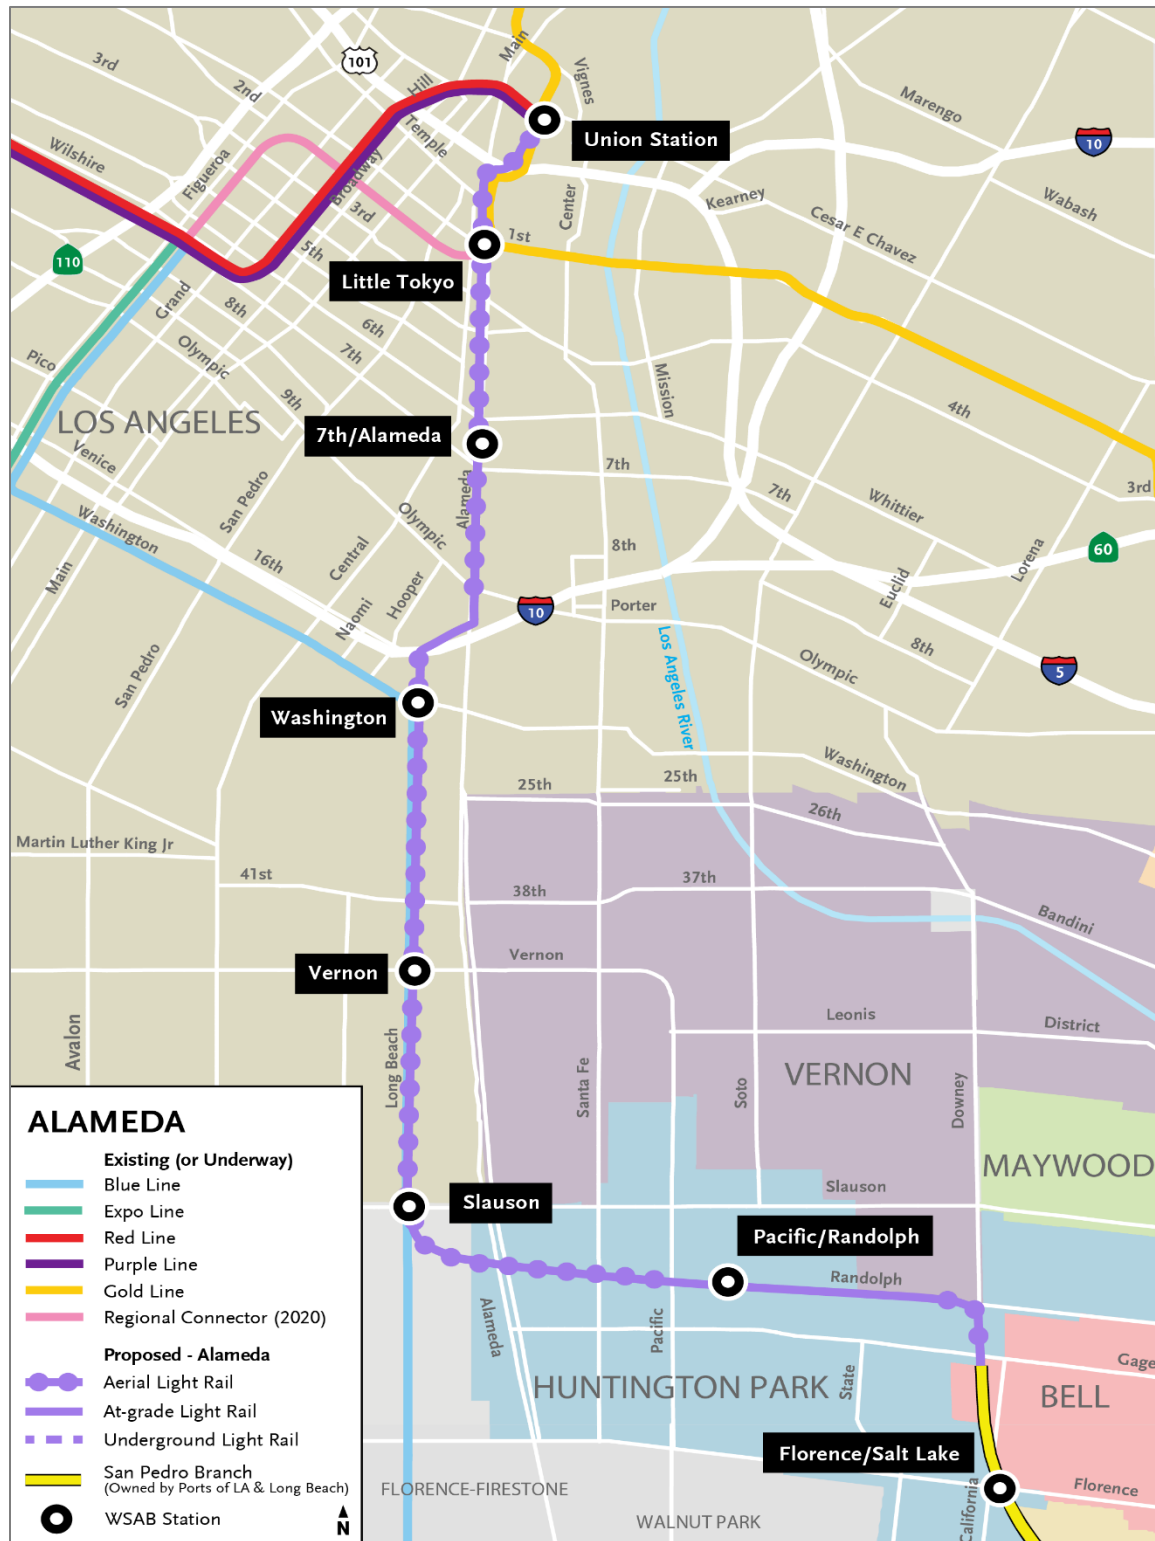 Main
3rd
101
Hill
2nd
Vignes
Marengo
10
Union Station
Temple
Wilshire
Figueroa
Broadway
3rd
Center
Kearney
Wabash
Cesar E Chavez
1st
110
5th
Little Tokyo
Grand
8th
6th
Pico
Olympic
7th
Mission
9th
4th
LOS ANGELES
7th/Alameda
Venice
7th
7th
3rd
San Pedro
Alameda
Whittier
Washington
Olympic
16th
Central
8th
60
Main
Hooper
Lorena
Naomi
10
Porter
Euclid
8th
San Pedro
Los Angeles River
Olympic
5
Washington
Washington
25th
25th
26th
Martin Luther King Jr
41st
38th
37th
Bandini
Vernon
Vernon
Leonis
District
Avalon
Long Beach
Santa Fe
Soto
VERNON
Downey
MAYWOOD
Slauson
Slauson
Pacific/Randolph
Randolph
Alameda
Pacific
State
Gage
HUNTINGTON PARK
BELL
Florence/Salt Lake
California
Florence
FLORENCE-FIRESTONE
WALNUT PARK
ALAMEDA
Existing (or Underway)
Blue Line
Expo Line
Red Line
Purple Line
Gold Line
Regional Connector (2020)
Proposed - Alameda
Aerial Light Rail
At-grade Light Rail
Underground Light Rail
San Pedro Branch
(Owned by Ports of LA & Long Beach)
WSAB Station
N